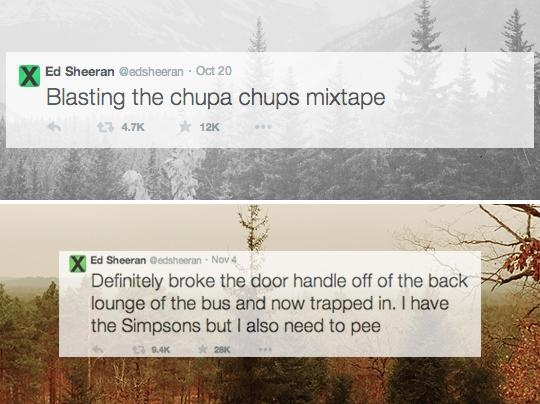 Ed Sheeran @edsheeran · Oct 20
Blasting the chupa chups mixtape
4.7K 12K
Ed Sheeran @edsheeran · Nov 4
Definitely broke the door handle off of the back
lounge of the bus and now trapped in. I have
the Simpsons but I also need to pee
9.4K 28K